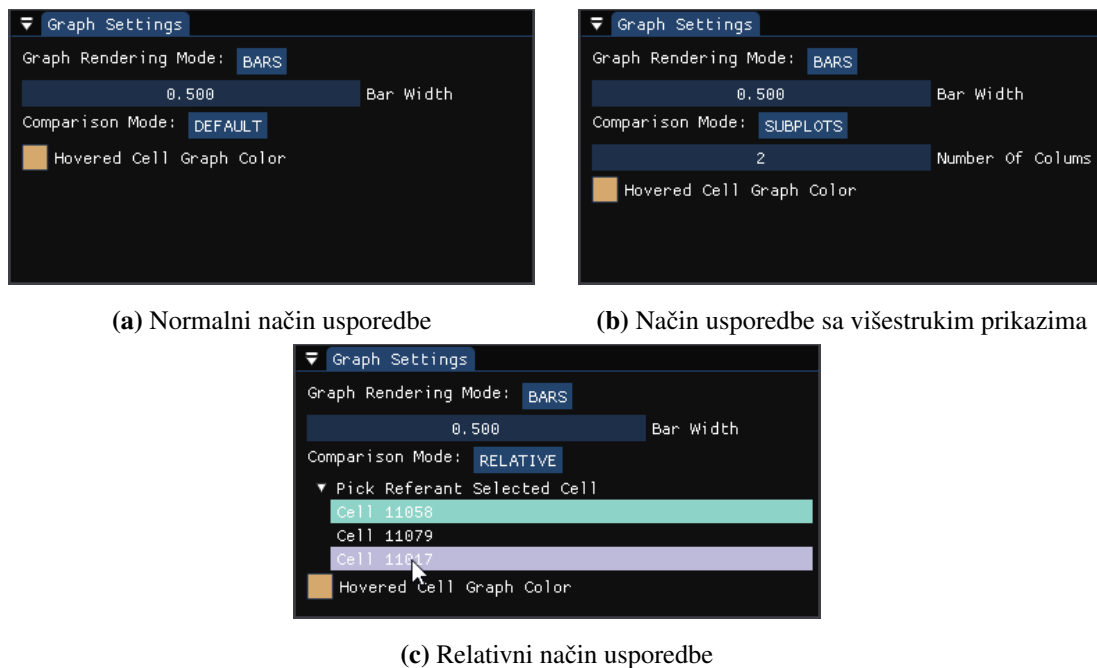 Graph Settings
Graph Rendering Mode: BARS
0.500 Bar Width
Comparison Mode: DEFAULT
Hovered Cell Graph Color
(a) Normalni način usporedbe
Graph Settings
Graph Rendering Mode: BARS
0.500 Bar Width
Comparison Mode: SUBPLOTS
2 Number Of Colums
Hovered Cell Graph Color
(b) Način usporedbe sa višestrukim prikazima
Graph Settings
Graph Rendering Mode: BARS
0.500 Bar Width
Comparison Mode: RELATIVE
Pick Referant Selected Cell
Cell 11058
Cell 11079
Cell 11017
Hovered Cell Graph Color
(c) Relativni način usporedbe